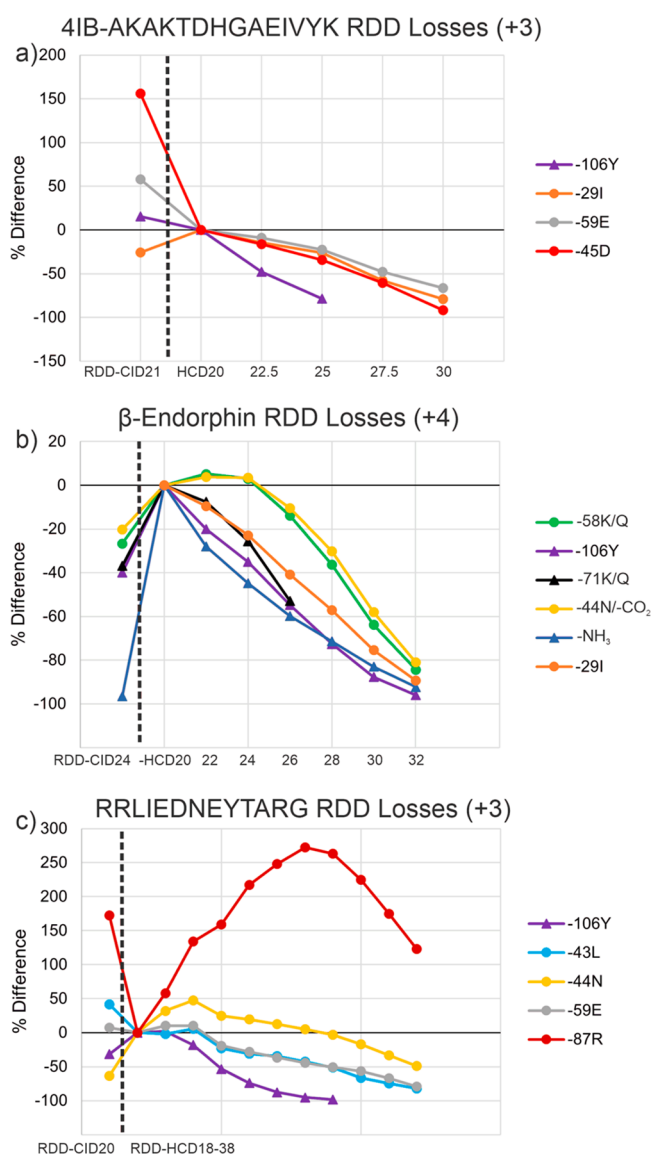 4IB-AKAKTDHGAEIVYK RDD Losses (+3)
a)
200
150
100
50
0
-50
-100
-150
% Difference
RDD-CID21 HCD20 22.5 25 27.5 30
-106Y
-29I
-59E
-45D
β-Endorphin RDD Losses (+4)
b)
20
0
-20
-40
-60
-80
-100
% Difference
RDD-CID24 -HCD20 22 24 26 28 30 32
-58K/Q
-106Y
-71K/Q
-44N/-CO₂
-NH₃
-29I
RRLIEDNEYTARG RDD Losses (+3)
c)
300
250
200
150
100
50
0
-50
-100
% Difference
RDD-CID20 RDD-HCD18-38
-106Y
-43L
-44N
-59E
-87R